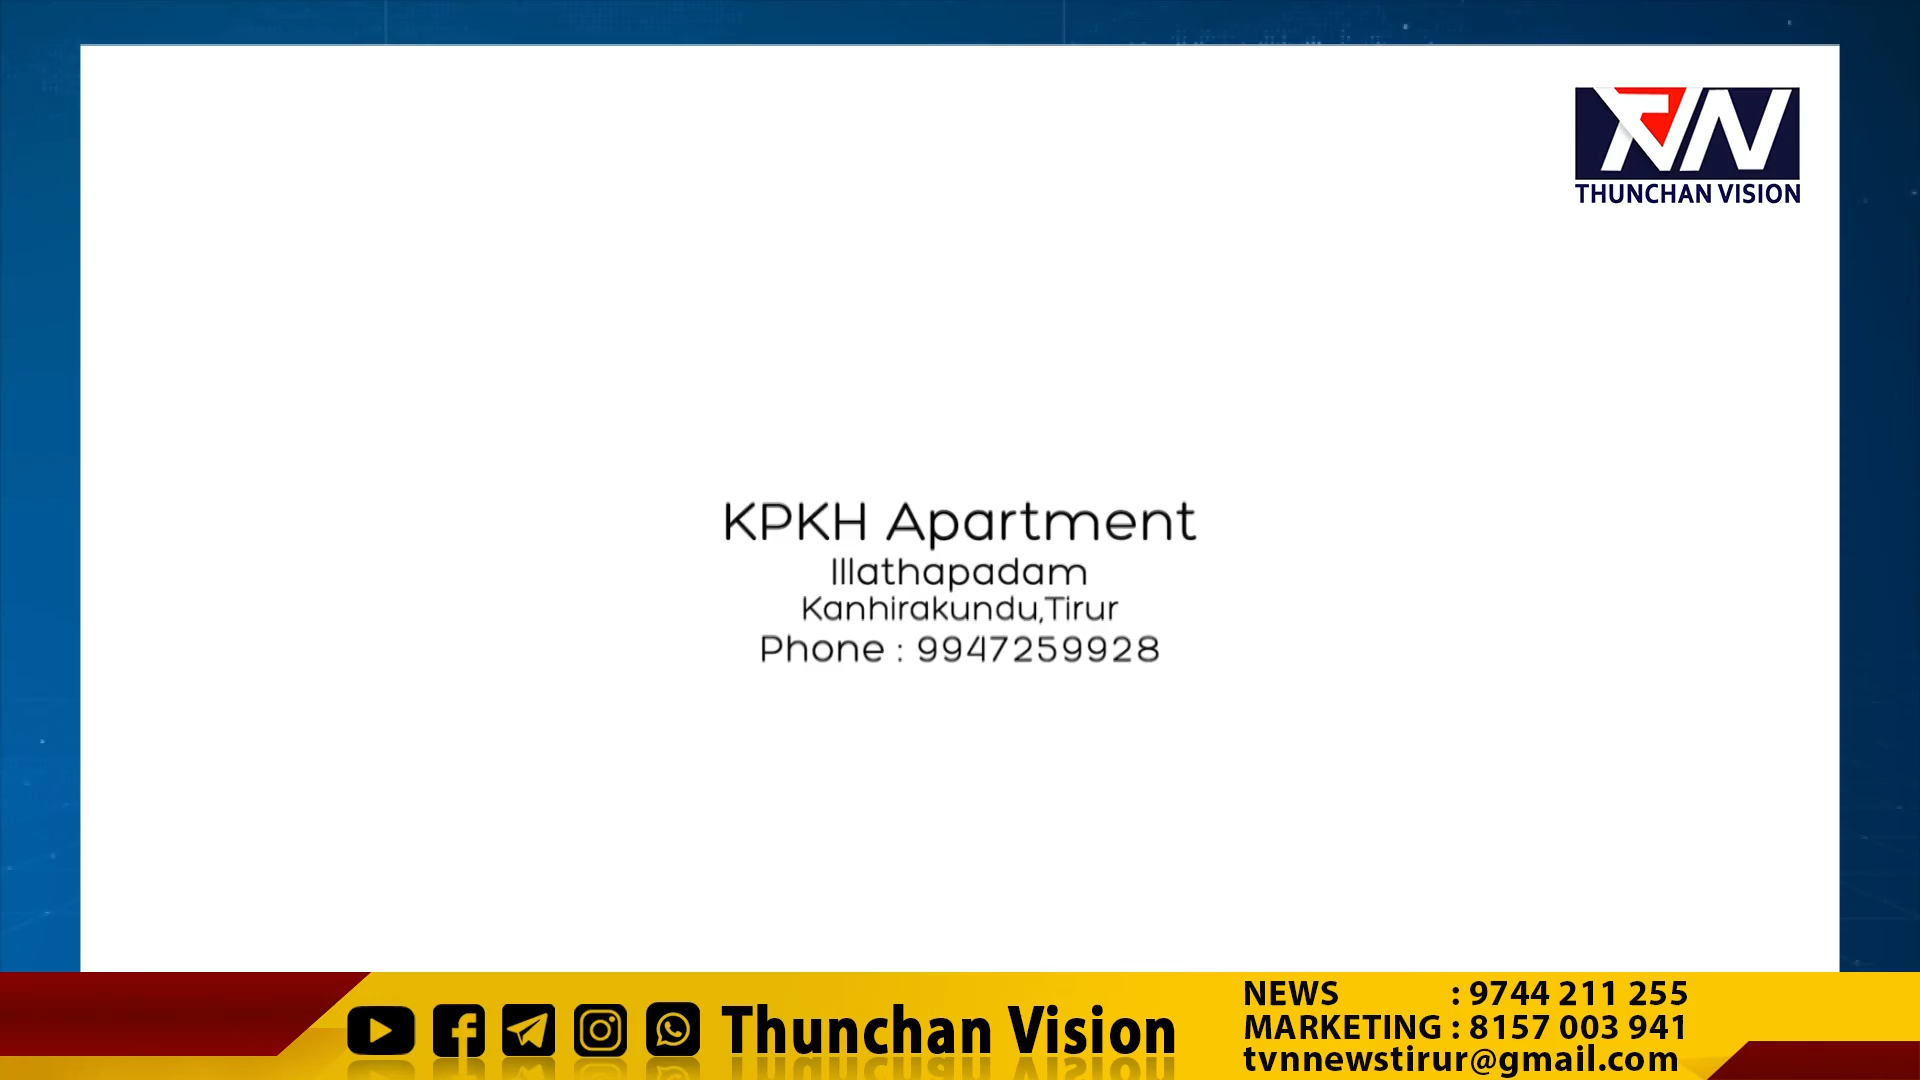 TVN
THUNCHAN VISION
KPKH Apartment
Illathapadam
Kanhirakundu,Tirur
Phone : 9947259928
Thunchan Vision
NEWS : 9744 211 255
MARKETING : 8157 003 941
tvnnewstirur@gmail.com